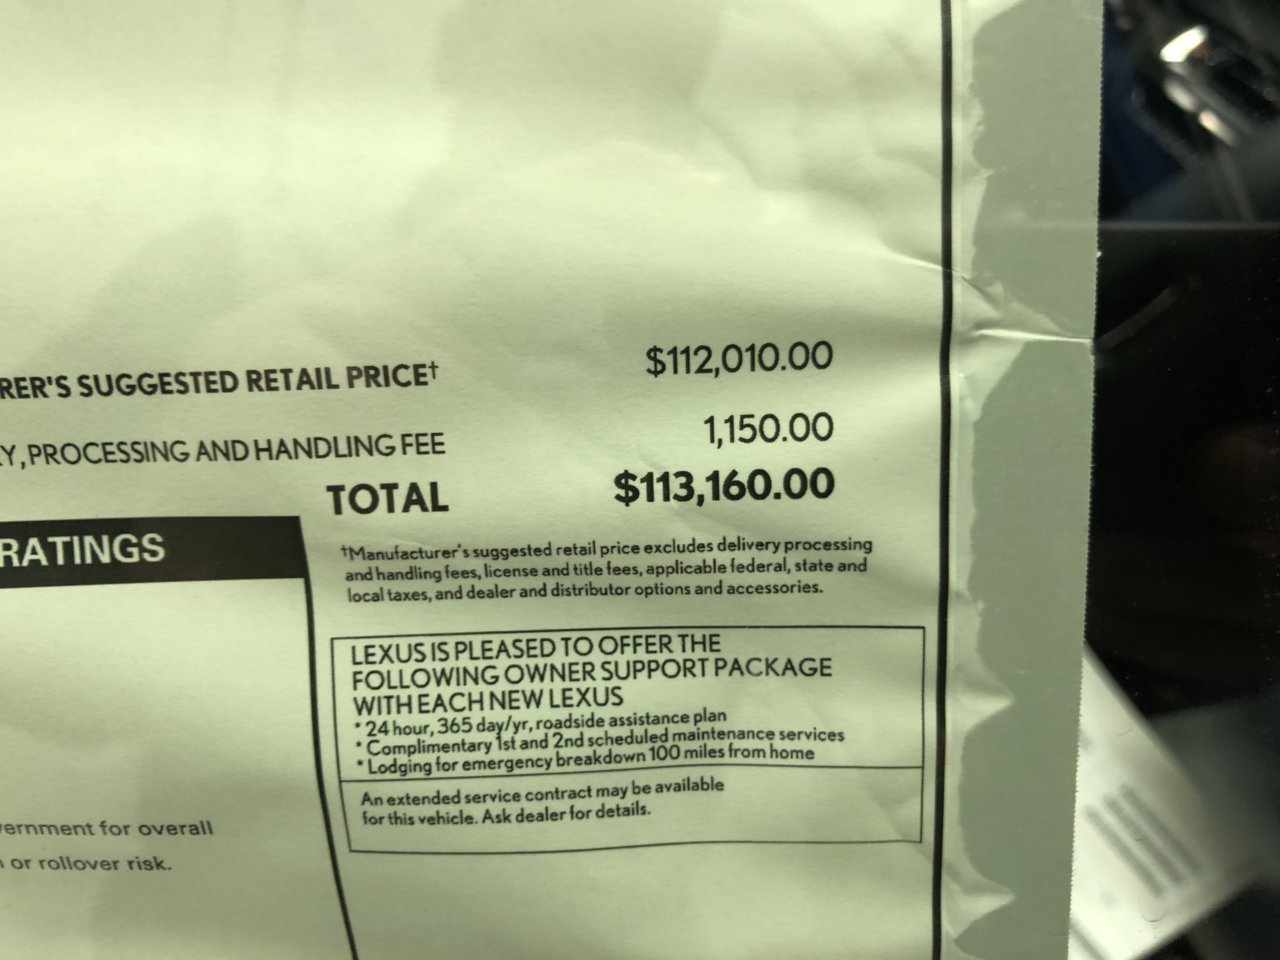 RER'S SUGGESTED RETAIL PRICE† $112,010.00
Y, PROCESSING AND HANDLING FEE 1,150.00
TOTAL $113,160.00
RATINGS
†Manufacturer's suggested retail price excludes delivery processing
and handling fees, license and title fees, applicable federal, state and
local taxes, and dealer and distributor options and accessories.
LEXUS IS PLEASED TO OFFER THE
FOLLOWING OWNER SUPPORT PACKAGE
WITH EACH NEW LEXUS
* 24 hour, 365 day/yr, roadside assistance plan
* Complimentary 1st and 2nd scheduled maintenance services
* Lodging for emergency breakdown 100 miles from home
An extended service contract may be available
for this vehicle. Ask dealer for details.
ernment for overall
or rollover risk.